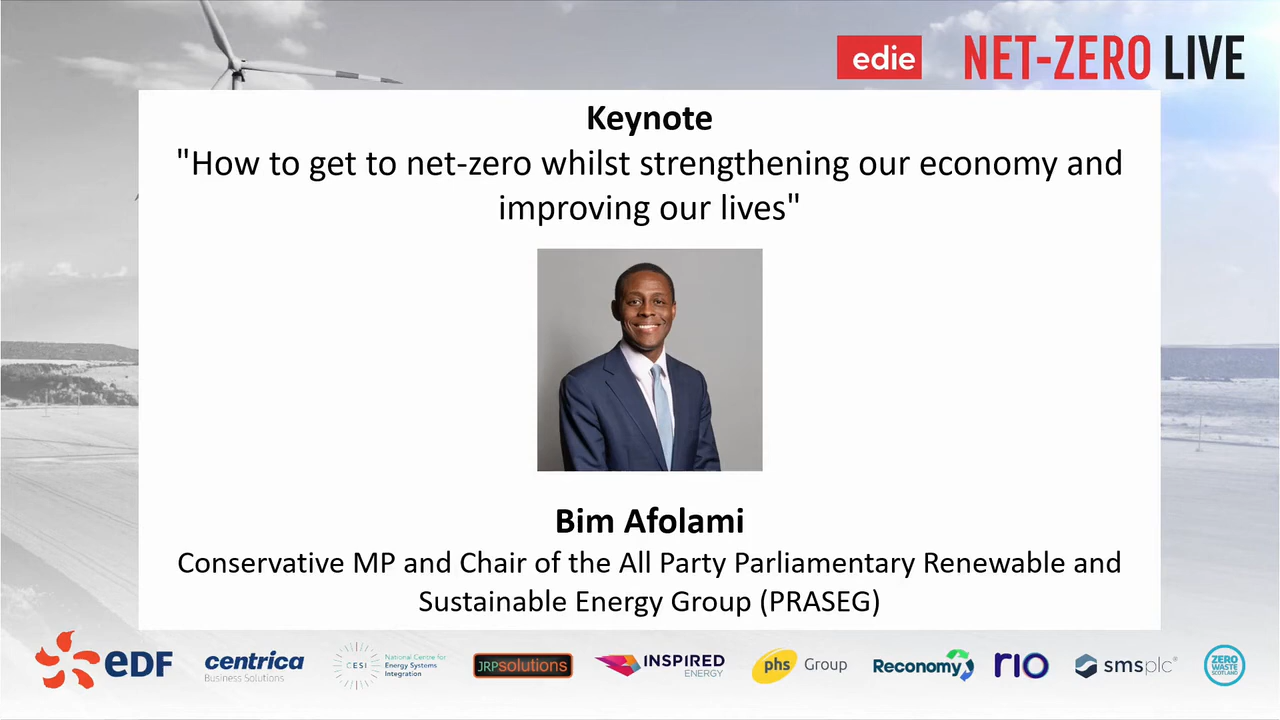 edie NET-ZERO LIVE
Keynote
"How to get to net-zero whilst strengthening our economy and
improving our lives"
Bim Afolami
Conservative MP and Chair of the All Party Parliamentary Renewable and
Sustainable Energy Group (PRASEG)
eDF
centrica
Business Solutions
CESI
National Centre for
Energy Systems
Integration
JRPsolutions
INSPIRED
ENERGY
phs Group
Reconomy
rio
smsplc
ZERO
WASTE
SCOTLAND